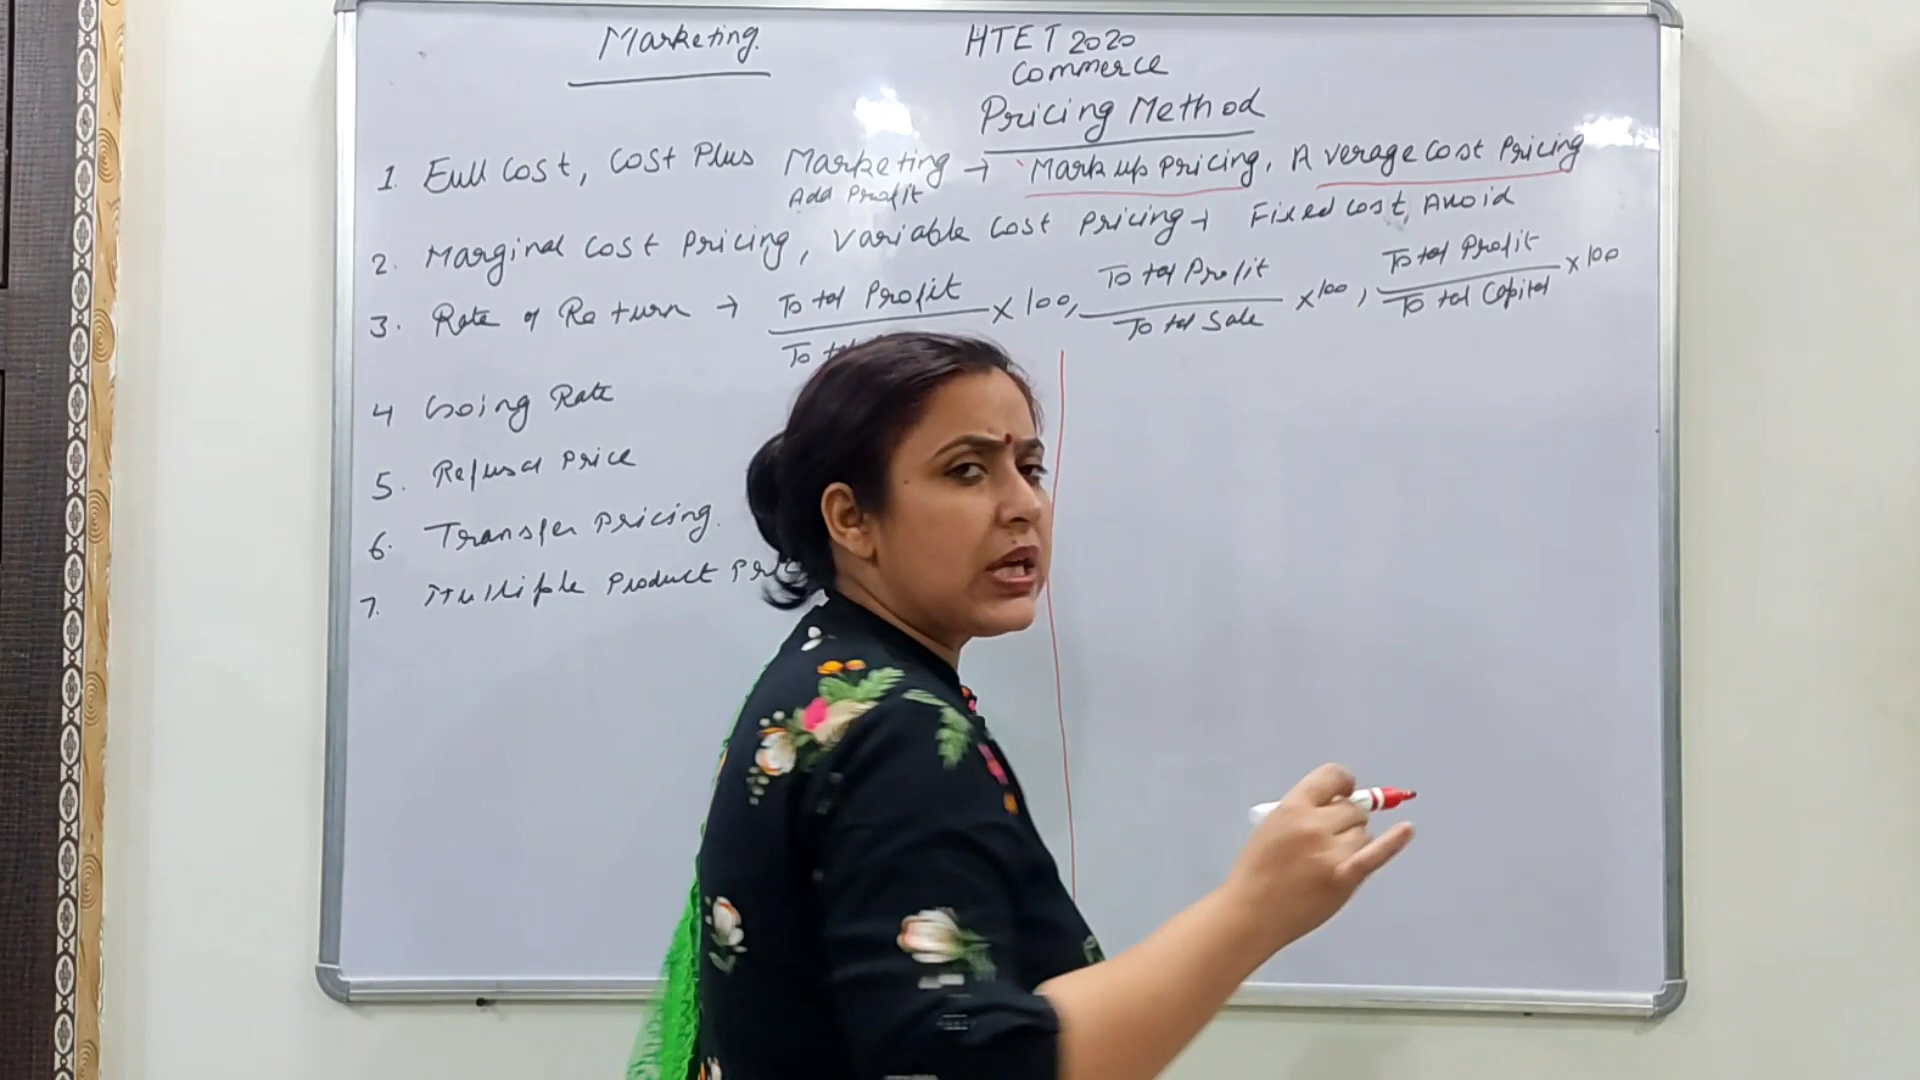 Marketing.
HTET 2020
Commerce
Pricing Method
1. Full Cost, Cost Plus Marketing → Mark up Pricing, Average Cost Pricing
Add Profit
2. Marginal Cost Pricing, Variable Cost Pricing → Fixed Cost, Avoid
3. Rate of Return → Total Profit / Total × 100, Total Profit / Total Sale × 100, Total Profit / Total Capital × 100
4 Going Rate
5. Refusal Price
6. Transfer Pricing.
7. Multiple Product Pric